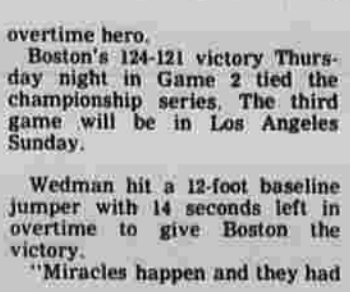 overtime hero.
Boston's 124-121 victory Thurs-
day night in Game 2 tied the
championship series. The third
game will be in Los Angeles
Sunday.
Wedman hit a 12-foot baseline
jumper with 14 seconds left in
overtime to give Boston the
victory.
"Miracles happen and they had